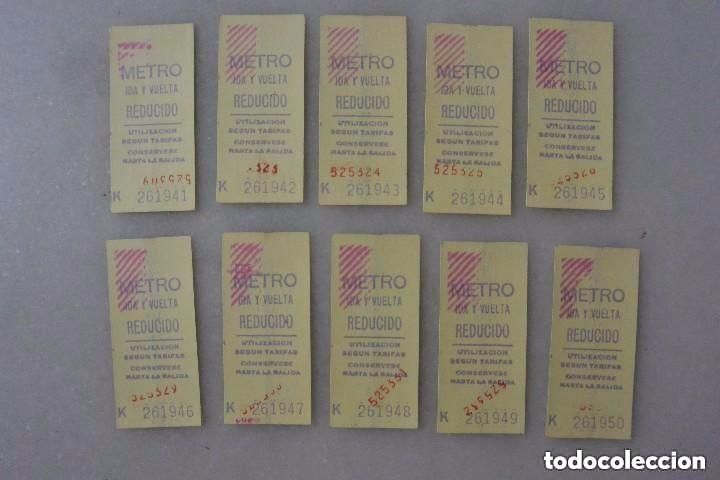 METRO
IDA Y VUELTA
REDUCIDO
UTILIZACION
SEGUN TARIFAS
CONSERVESE
HASTA LA SALIDA
K 261941
METRO
IDA Y VUELTA
REDUCIDO
UTILIZACION
SEGUN TARIFAS
CONSERVESE
HASTA LA SALIDA
K 261942
METRO
IDA Y VUELTA
REDUCIDO
UTILIZACION
SEGUN TARIFAS
CONSERVESE
HASTA LA SALIDA
525324
K 261943
METRO
IDA Y VUELTA
REDUCIDO
UTILIZACION
SEGUN TARIFAS
CONSERVESE
HASTA LA SALIDA
525325
K 261944
METRO
IDA Y VUELTA
REDUCIDO
UTILIZACION
SEGUN TARIFAS
CONSERVESE
HASTA LA SALIDA
K 261945
METRO
IDA Y VUELTA
REDUCIDO
UTILIZACION
SEGUN TARIFAS
CONSERVESE
HASTA LA SALIDA
K 261946
METRO
IDA Y VUELTA
REDUCIDO
UTILIZACION
SEGUN TARIFAS
CONSERVESE
HASTA LA SALIDA
K 261947
METRO
IDA Y VUELTA
REDUCIDO
UTILIZACION
SEGUN TARIFAS
CONSERVESE
HASTA LA SALIDA
K 261948
METRO
IDA Y VUELTA
REDUCIDO
UTILIZACION
SEGUN TARIFAS
CONSERVESE
HASTA LA SALIDA
K 261949
METRO
IDA Y VUELTA
REDUCIDO
UTILIZACION
SEGUN TARIFAS
CONSERVESE
HASTA LA SALIDA
K 261950
todocoleccion.com